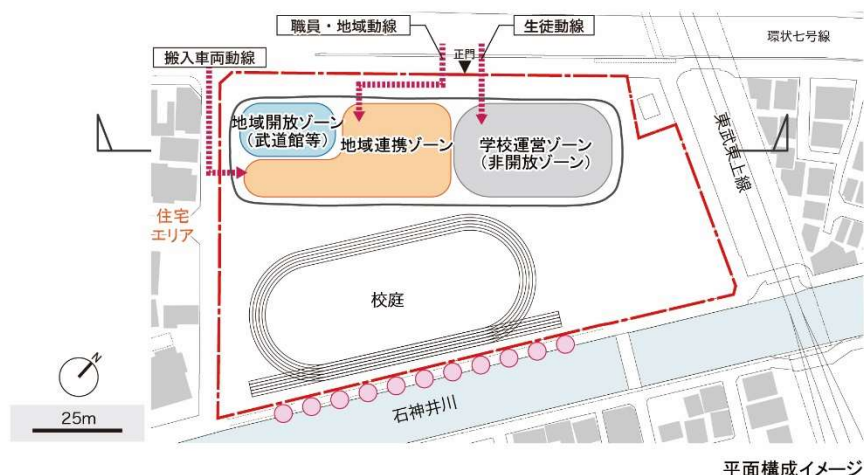 職員・地域動線
生徒動線
正門
環状七号線
搬入車両動線
地域開放ゾーン
(武道館等)
地域連携ゾーン
学校運営ゾーン
(非開放ゾーン)
東武東上線
住宅
エリア
校庭
石神井川
N
25m
平面構成イメージ